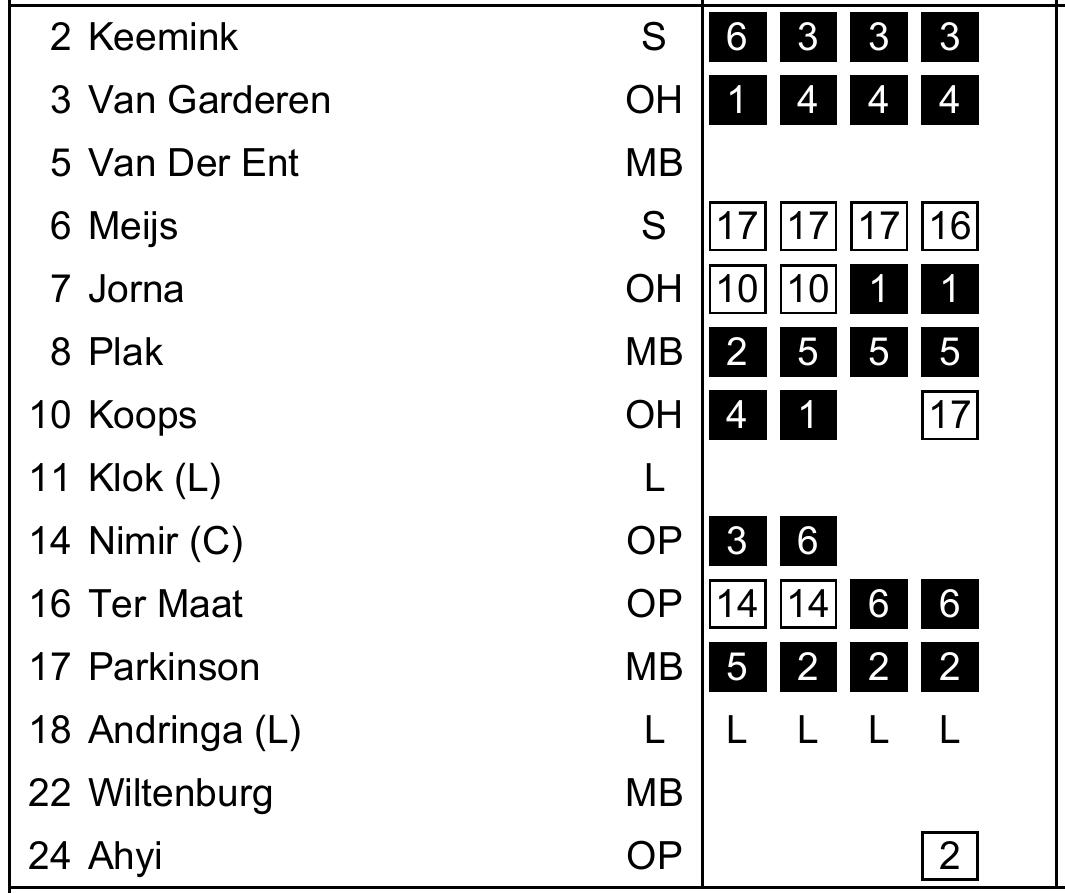 2 Keemink S 6 3 3 3
3 Van Garderen OH 1 4 4 4
5 Van Der Ent MB
6 Meijs S 17 17 17 16
7 Jorna OH 10 10 1 1
8 Plak MB 2 5 5 5
10 Koops OH 4 1 17
11 Klok (L) L
14 Nimir (C) OP 3 6
16 Ter Maat OP 14 14 6 6
17 Parkinson MB 5 2 2 2
18 Andringa (L) L L L L L
22 Wiltenburg MB
24 Ahyi OP 2